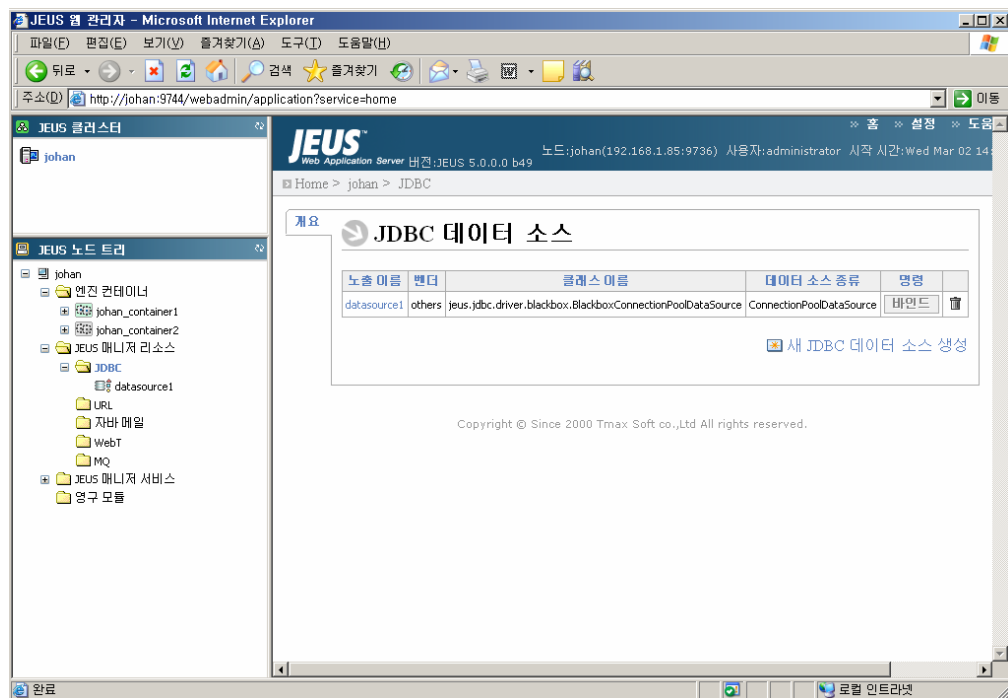 JEUS 웹 관리자 - Microsoft Internet Explorer
파일(F) 편집(E) 보기(V) 즐겨찾기(A) 도구(T) 도움말(H)
뒤로 검색 즐겨찾기
주소(D) http://johan:9744/webadmin/application?service=home 이동
JEUS 클러스터
johan
JEUS 노드 트리
johan
엔진 컨테이너
johan_container1
johan_container2
JEUS 매니저 리소스
JDBC
datasource1
URL
자바 메일
WebT
MQ
JEUS 매니저 서비스
영구 모듈
» 홈 » 설정 » 도움
JEUS™
Web Application Server 버전:JEUS 5.0.0.0 b49 노드:johan(192.168.1.85:9736) 사용자:administrator 시작 시간:Wed Mar 02 14:
Home > johan > JDBC
개요
JDBC 데이터 소스
노출 이름 벤더 클래스 이름 데이터 소스 종류 명령
datasource1 others jeus.jdbc.driver.blackbox.BlackboxConnectionPoolDataSource ConnectionPoolDataSource 바인드
새 JDBC 데이터 소스 생성
Copyright © Since 2000 Tmax Soft co.,Ltd All rights reserved.
완료 로컬 인트라넷